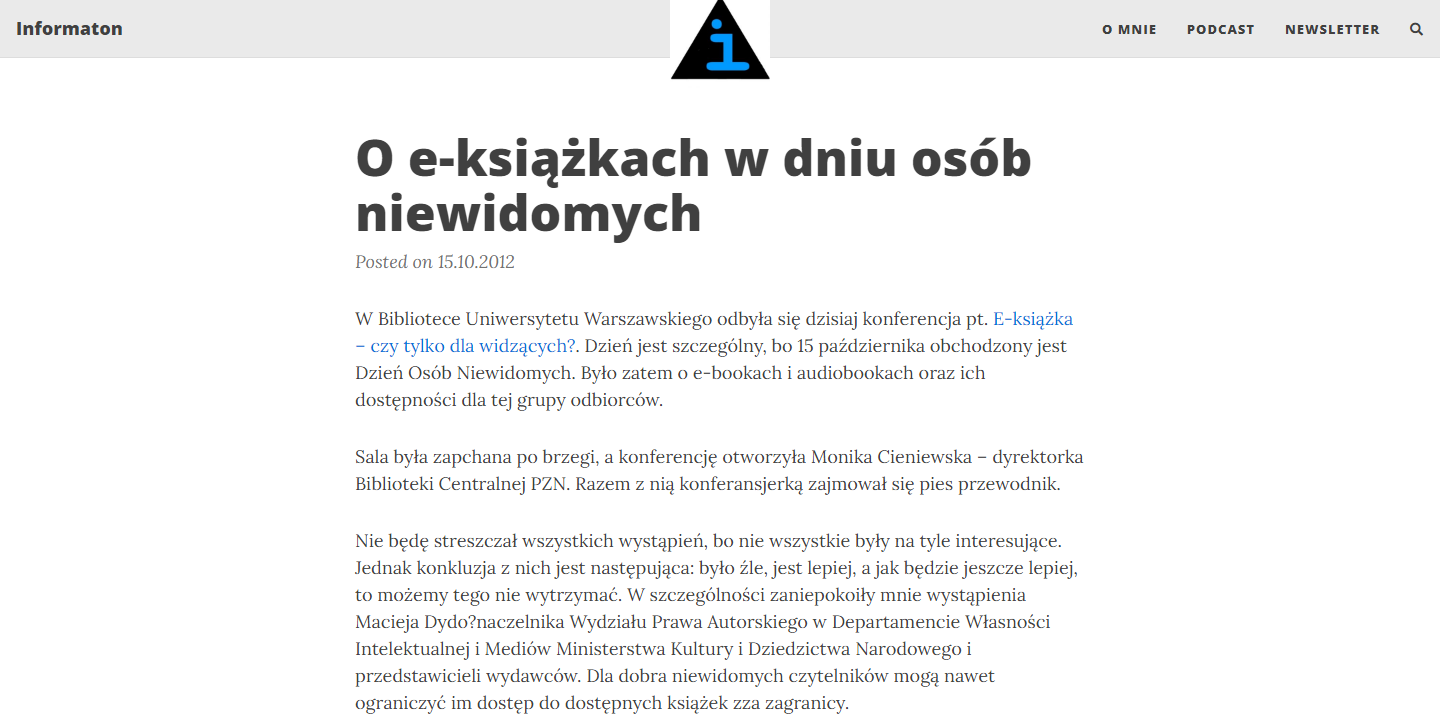 Informaton
i
O MNIE
PODCAST
NEWSLETTER
O e-książkach w dniu osób
niewidomych
Posted on 15.10.2012
W Bibliotece Uniwersytetu Warszawskiego odbyła się dzisiaj konferencja pt. E-książka
– czy tylko dla widzących?. Dzień jest szczególny, bo 15 października obchodzony jest
Dzień Osób Niewidomych. Było zatem o e-bookach i audiobookach oraz ich
dostępności dla tej grupy odbiorców.
Sala była zapchana po brzegi, a konferencję otworzyła Monika Cieniewska – dyrektorka
Biblioteki Centralnej PZN. Razem z nią konferansjerką zajmował się pies przewodnik.
Nie będę streszczał wszystkich wystąpień, bo nie wszystkie były na tyle interesujące.
Jednak konkluzja z nich jest następująca: było źle, jest lepiej, a jak będzie jeszcze lepiej,
to możemy tego nie wytrzymać. W szczególności zaniepokoiły mnie wystąpienia
Macieja Dydo?naczelnika Wydziału Prawa Autorskiego w Departamencie Własności
Intelektualnej i Mediów Ministerstwa Kultury i Dziedzictwa Narodowego i
przedstawicieli wydawców. Dla dobra niewidomych czytelników mogą nawet
ograniczyć im dostęp do dostępnych książek zza zagranicy.